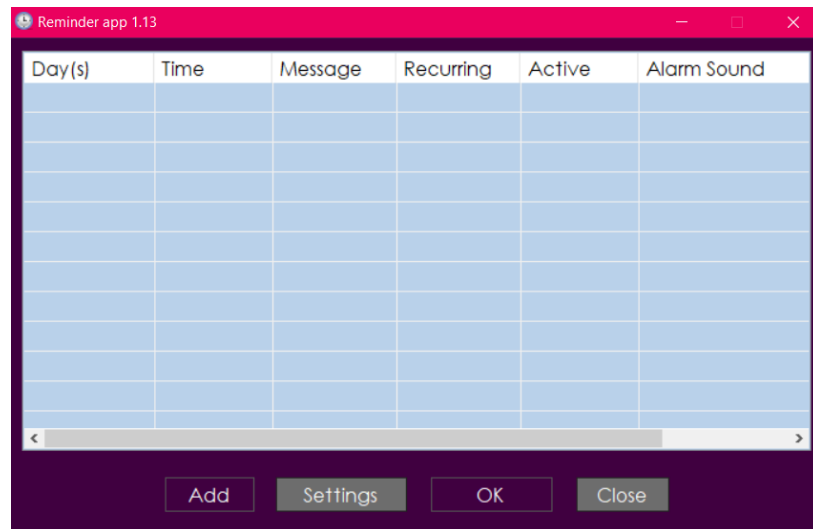 Reminder app 1.13
Day(s) Time Message Recurring Active Alarm Sound
Add Settings OK Close